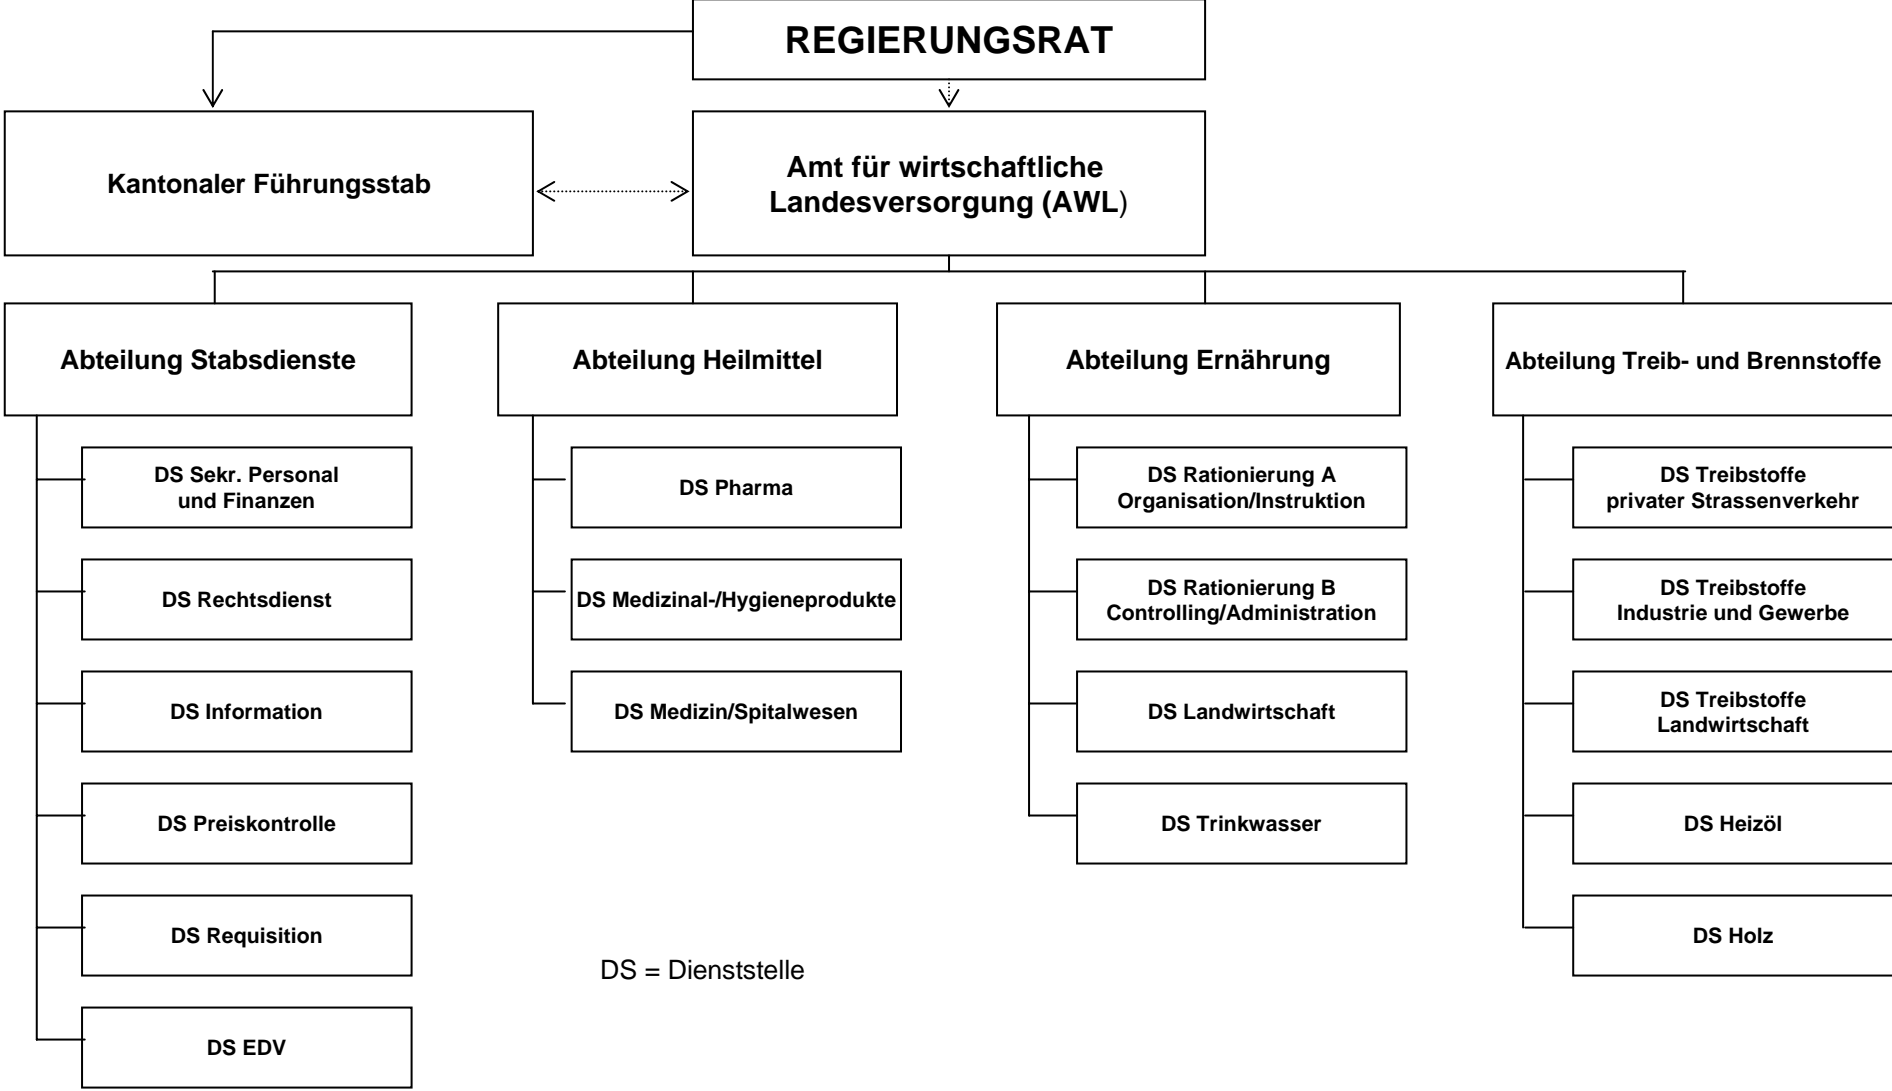 REGIERUNGSRAT
Kantonaler Führungsstab
Amt für wirtschaftliche
Landesversorgung (AWL)
Abteilung Stabsdienste
DS Sekr. Personal
und Finanzen
DS Rechtsdienst
DS Information
DS Preiskontrolle
DS Requisition
DS EDV
Abteilung Heilmittel
DS Pharma
DS Medizinal-/Hygieneprodukte
DS Medizin/Spitalwesen
Abteilung Ernährung
DS Rationierung A
Organisation/Instruktion
DS Rationierung B
Controlling/Administration
DS Landwirtschaft
DS Trinkwasser
Abteilung Treib- und Brennstoffe
DS Treibstoffe
privater Strassenverkehr
DS Treibstoffe
Industrie und Gewerbe
DS Treibstoffe
Landwirtschaft
DS Heizöl
DS Holz
DS = Dienststelle